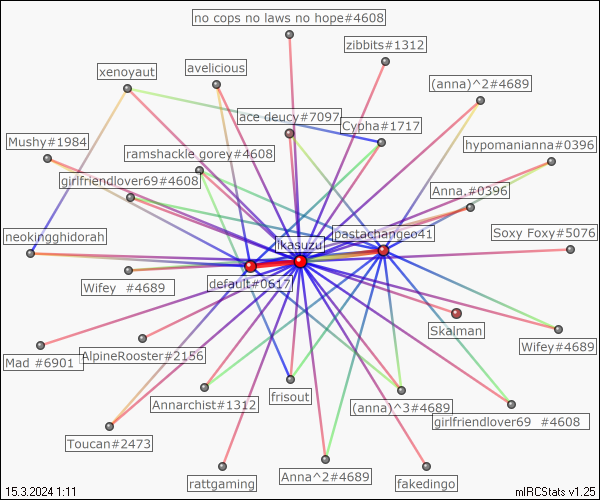 no cops no laws no hope#4608
zibbits#1312
avelicious
xenoyaut
(anna)^2#4689
ace deucy#7097
Cypha#1717
Mushy#1984
hypomanianna#0396
ramshackle gorey#4608
girlfriendlover69#4608
Anna,#0396
pastachangeo41
Soxy Foxy#5076
neokingghidorah
ikasuzu
Wifey  #4689
default#0617
Skalman
Wifey#4689
Mad #6901
AlpineRooster#2156
frisout
Annarchist#1312
(anna)^3#4689
girlfriendlover69  #4608
Toucan#2473
Anna^2#4689
rattgaming
fakedingo
15.3.2024 1:11
mIRCStats v1.25